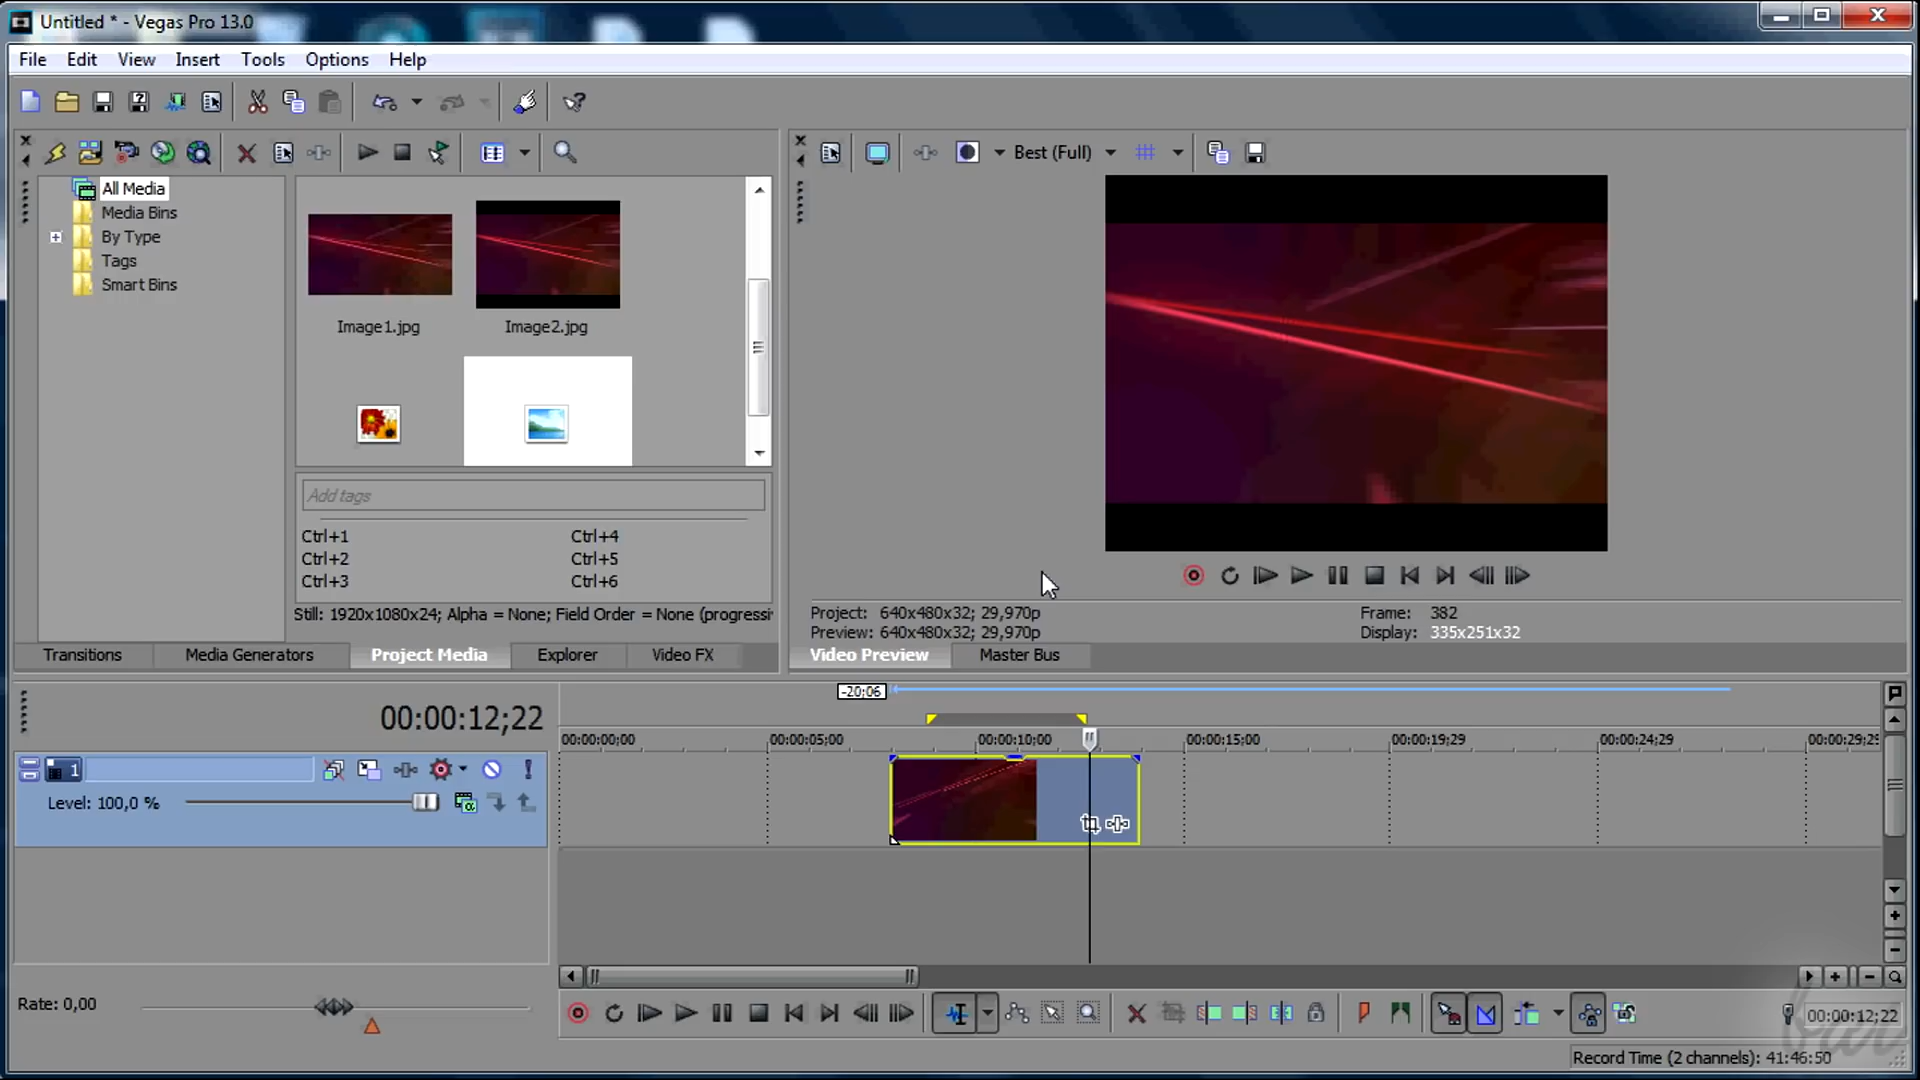 Untitled * - Vegas Pro 13.0
File Edit View Insert Tools Options Help
Best (Full)
All Media
Media Bins
By Type
Tags
Smart Bins
Image1.jpg Image2.jpg
Add tags
Ctrl+1 Ctrl+4
Ctrl+2 Ctrl+5
Ctrl+3 Ctrl+6
Still: 1920x1080x24; Alpha = None; Field Order = None (progressi
Project: 640x480x32; 29,970p Frame: 382
Preview: 640x480x32; 29,970p Display: 335x251x32
Transitions Media Generators Project Media Explorer Video FX
Video Preview Master Bus
-20;06
00:00:12;22
00:00:00;00 00:00:05;00 00:00:10;00 00:00:15;00 00:00:19;29 00:00:24;29 00:00:29;29
1
Level: 100,0 %
Rate: 0,00
00:00:12;22
Record Time (2 channels): 41:46:50